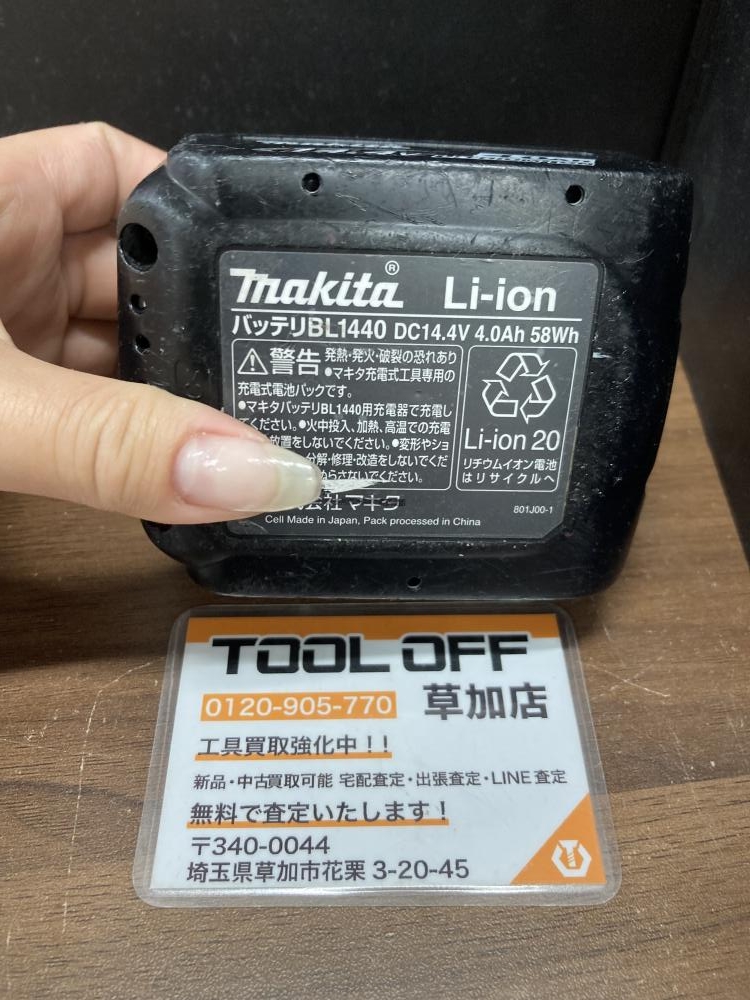 makita® Li-ion
バッテリBL1440 DC14.4V 4.0Ah 58Wh
警告 発熱・発火・破裂の恐れあり
●マキタ充電式工具専用の
充電式電池パックです。
●マキタバッテリBL1440用充電器で充電し
てください。●火中投入、加熱、高温での充電
放置をしないでください。●変形やショ
分解・修理・改造をしないでくだ
ぬらさないでください。
Li-ion 20
リチウムイオン電池
はリサイクルへ
式会社マキタ
Cell Made in Japan, Pack processed in China
801J00-1
TOOL OFF
0120-905-770 草加店
工具買取強化中!!
新品・中古買取可能 宅配査定・出張査定・LINE査定
無料で査定いたします!
〒340-0044
埼玉県草加市花栗 3-20-45